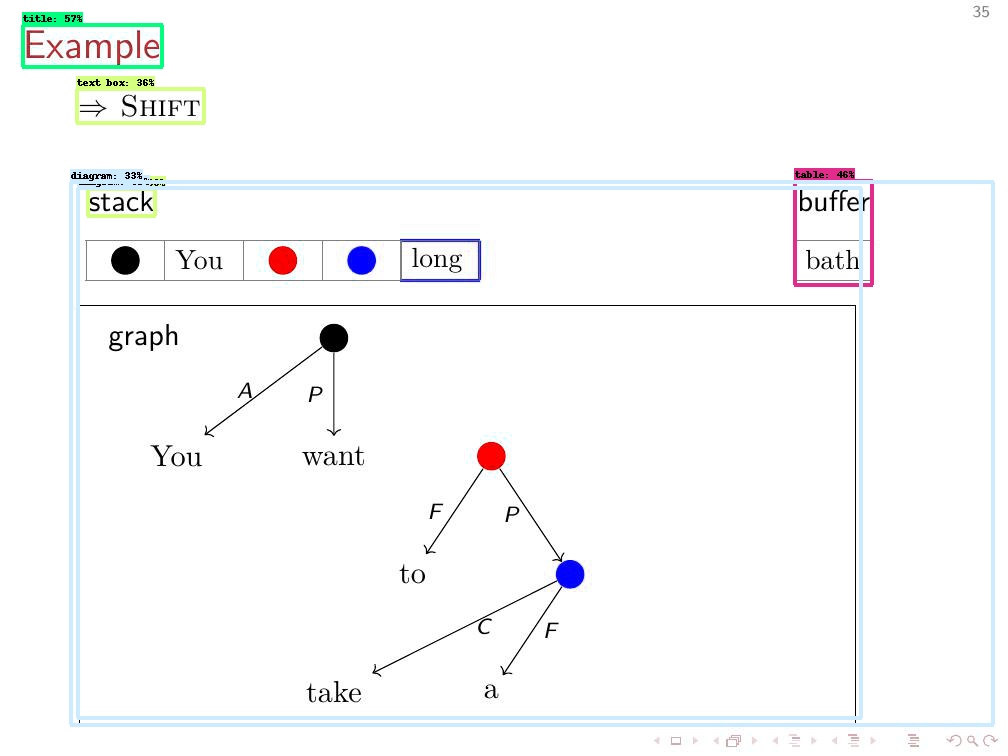 35
title: 57%
Example
text box: 36%
⇒ SHIFT
diagram: 33%
table: 46%
stack
buffer
You
long
bath
graph
A
P
You
want
F
P
to
C
F
take
a